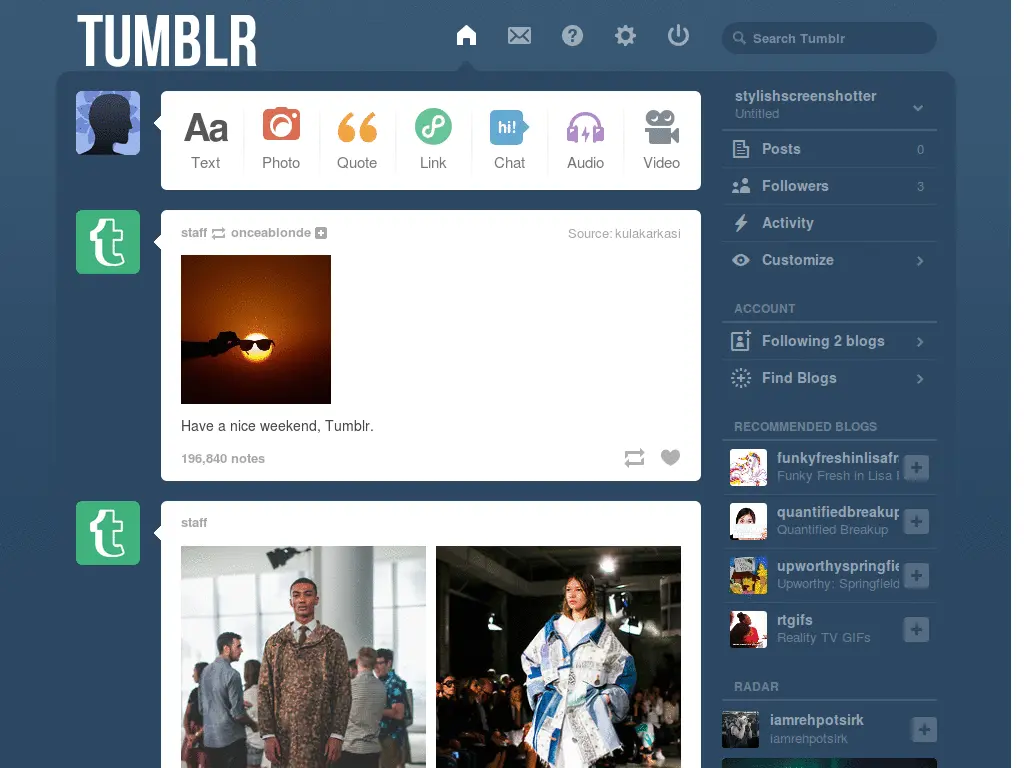 TUMBLR
Search Tumblr
Aa
hi!
Text
Photo
Quote
Link
Chat
Audio
Video
staff onceablonde
Source: kulakarkasi
Have a nice weekend, Tumblr.
196,840 notes
staff
stylishscreenshotter
Untitled
Posts 0
Followers 3
Activity
Customize
ACCOUNT
Following 2 blogs
Find Blogs
RECOMMENDED BLOGS
funkyfreshinlisafr
Funky Fresh in Lisa
quantifiedbreakup
Quantified Breakup
upworthyspringfie
Upworthy: Springfield
rtgifs
Reality TV GIFs
RADAR
iamrehpotsirk
iamrehpotsirk